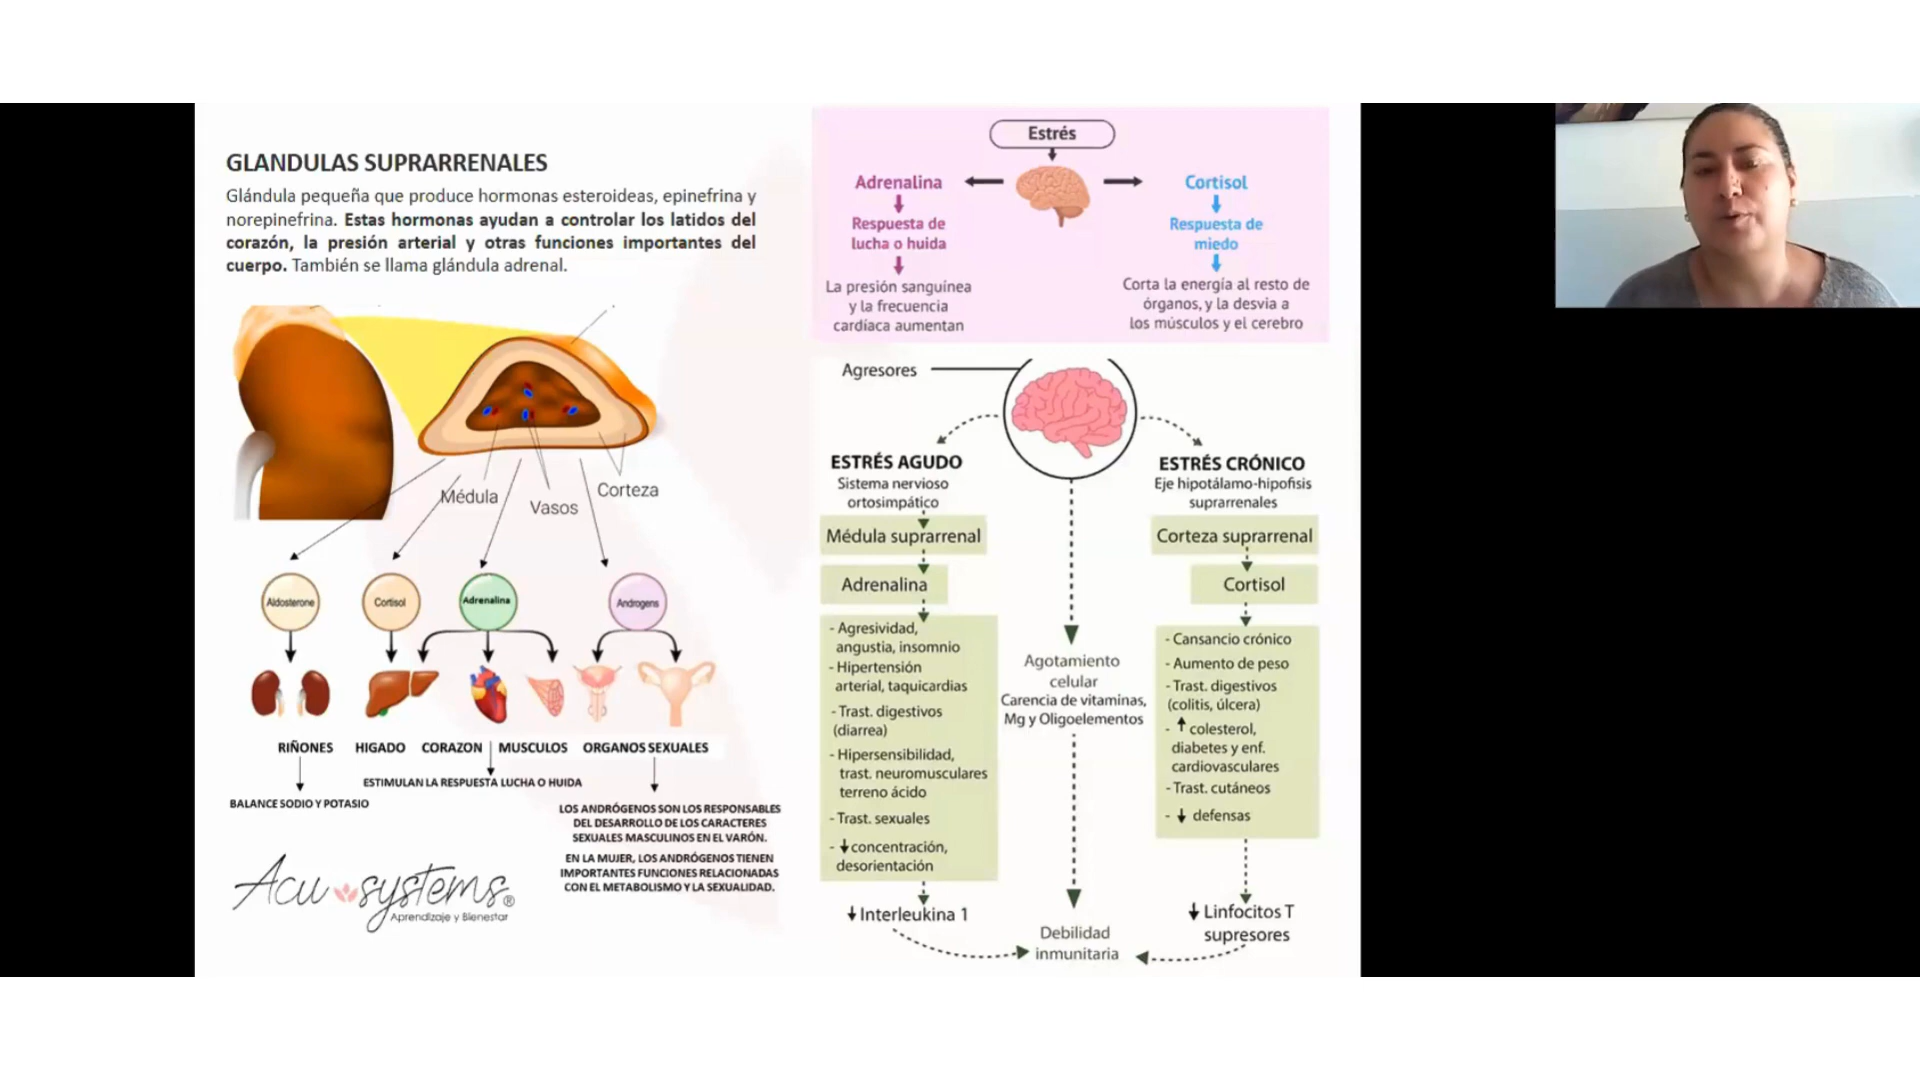 GLANDULAS SUPRARRENALES
Glándula pequeña que produce hormonas esteroideas, epinefrina y
norepinefrina. Estas hormonas ayudan a controlar los latidos del
corazón, la presión arterial y otras funciones importantes del
cuerpo. También se llama glándula adrenal.
Médula
Vasos
Corteza
Aldosterone
Cortisol
Adrenalina
Androgens
RIÑONES
HIGADO
CORAZON
MUSCULOS
ORGANOS SEXUALES
ESTIMULAN LA RESPUESTA LUCHA O HUIDA
BALANCE SODIO Y POTASIO
LOS ANDRÓGENOS SON LOS RESPONSABLES
DEL DESARROLLO DE LOS CARACTERES
SEXUALES MASCULINOS EN EL VARÓN.
EN LA MUJER, LOS ANDRÓGENOS TIENEN
IMPORTANTES FUNCIONES RELACIONADAS
CON EL METABOLISMO Y LA SEXUALIDAD.
Acu systems®
Aprendizaje y Bienestar
Estrés
Adrenalina
Respuesta de
lucha o huida
La presión sanguínea
y la frecuencia
cardíaca aumentan
Cortisol
Respuesta de
miedo
Corta la energía al resto de
órganos, y la desvía a
los músculos y el cerebro
Agresores
ESTRÉS AGUDO
Sistema nervioso
ortosimpático
Médula suprarrenal
Adrenalina
- Agresividad,
angustia, insomnio
- Hipertensión
arterial, taquicardias
- Trast. digestivos
(diarrea)
- Hipersensibilidad,
trast. neuromusculares
terreno ácido
- Trast. sexuales
- ↓ concentración,
desorientación
↓ Interleukina 1
Agotamiento
celular
Carencia de vitaminas,
Mg y Oligoelementos
Debilidad
inmunitaria
ESTRÉS CRÓNICO
Eje hipotálamo-hipofisis
suprarrenales
Corteza suprarrenal
Cortisol
- Cansancio crónico
- Aumento de peso
- Trast. digestivos
(colitis, úlcera)
- ↑ colesterol,
diabetes y enf.
cardiovasculares
- Trast. cutáneos
- ↓ defensas
↓ Linfocitos T
supresores